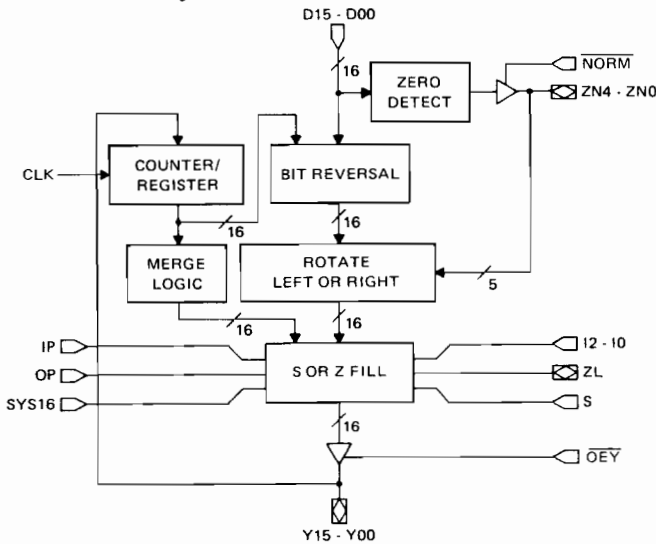 D15 - D00
16
NORM
ZERO
DETECT
ZN4 - ZN0
CLK
COUNTER/
REGISTER
BIT REVERSAL
16
16
MERGE
LOGIC
ROTATE
LEFT OR RIGHT
5
16
16
IP
OP
SYS16
S OR Z FILL
I2 - I0
ZL
S
16
OEY
Y15 - Y00